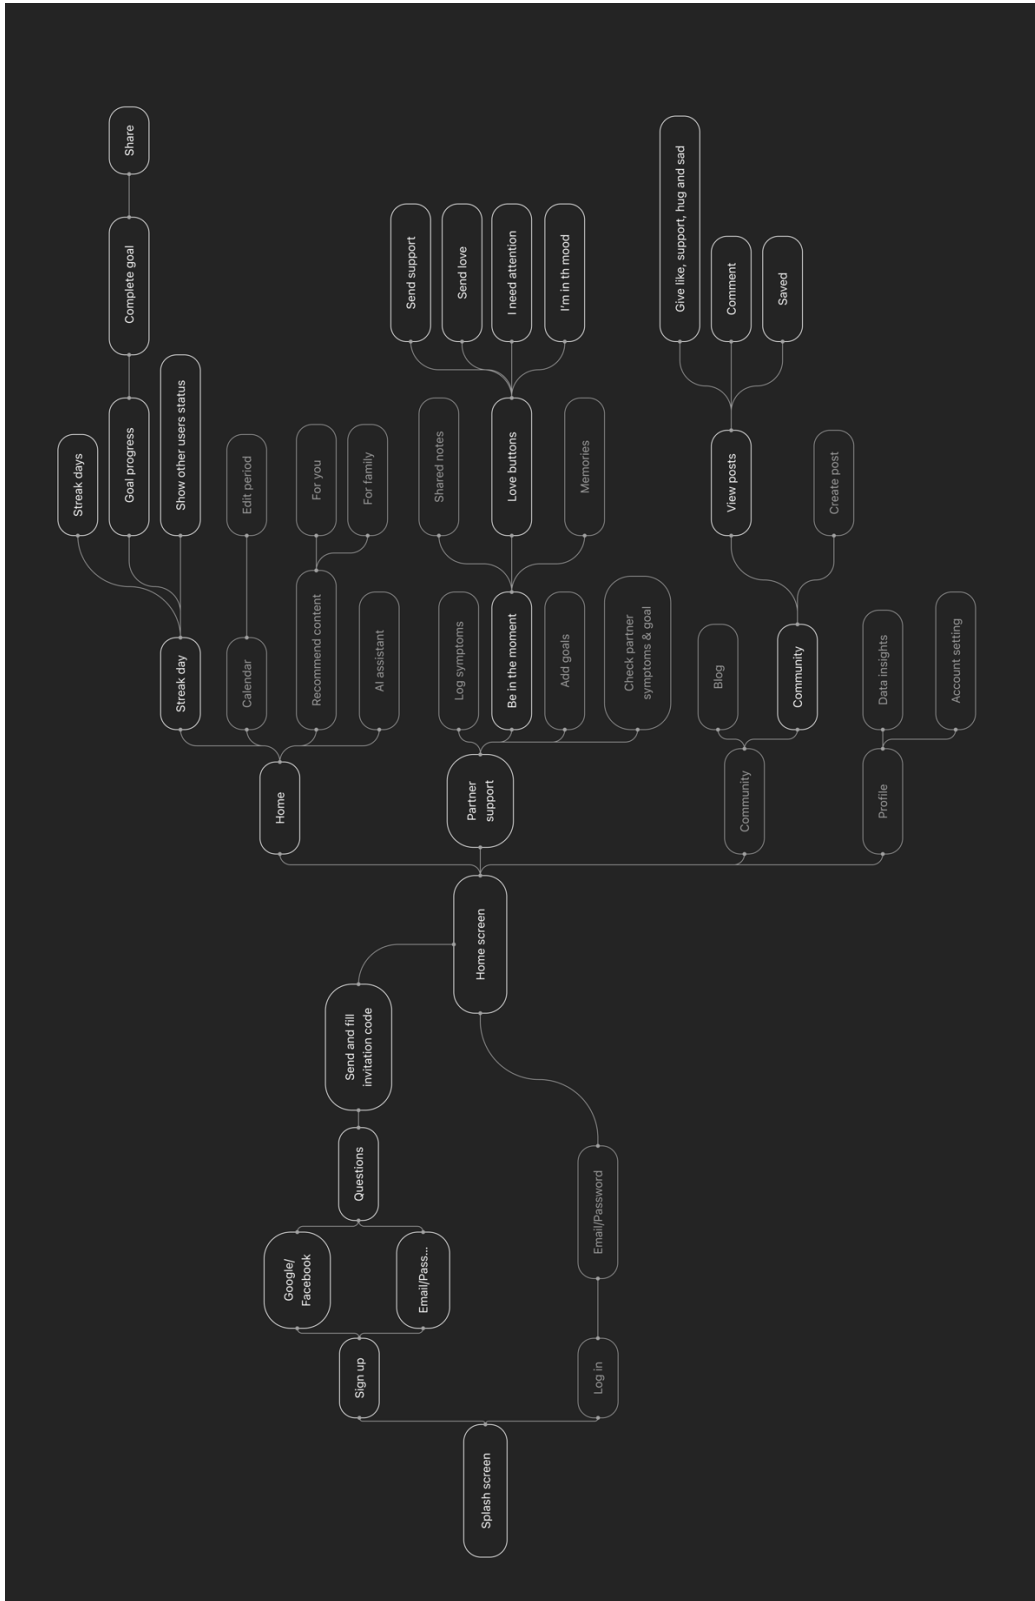 Splash screen
Sign up
Log in
Google/
Facebook
Email/Pass...
Email/Password
Questions
Send and fill
invitation code
Home screen
Home
Partner
support
Community
Profile
Streak day
Calendar
Recommend content
AI assistant
Log symptoms
Be in the moment
Add goals
Check partner
symptoms & goal
Blog
Community
Data insights
Account setting
Streak days
Goal progress
Show other users status
Edit period
For you
For family
Shared notes
Love buttons
Memories
View posts
Create post
Complete goal
Share
Send support
Send love
I need attention
I'm in th mood
Give like, support, hug and sad
Comment
Saved